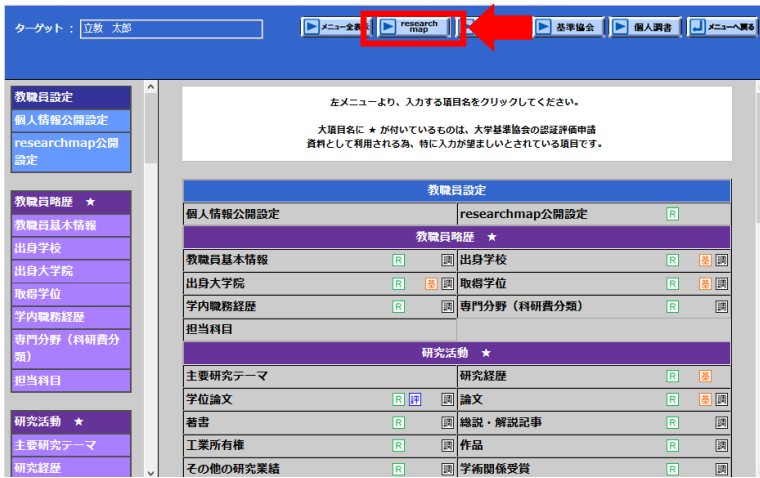 ターゲット : 立教 太郎
メニュー全表
research
map
基準協会
個人調書
メニューへ戻る
教職員設定
個人情報公開設定
researchmap公開
設定
教職員略歴 ★
教職員基本情報
出身学校
出身大学院
取得学位
学内職務経歴
専門分野（科研費分
類）
担当科目
研究活動 ★
主要研究テーマ
研究経歴
左メニューより、入力する項目名をクリックしてください。
大項目名に ★ が付いているものは、大学基準協会の認証評価申請
資料として利用される為、特に入力が望ましいとされている項目です。
教職員設定
個人情報公開設定 researchmap公開設定 R
教職員略歴 ★
教職員基本情報 R 調 出身学校 R 基 調
出身大学院 R 基 調 取得学位 R 基 調
学内職務経歴 R 調 専門分野（科研費分類） R 調
担当科目
研究活動 ★
主要研究テーマ 研究経歴 R 基
学位論文 R 評 調 論文 R 基 調
著書 R 調 総説・解説記事 R 調
工業所有権 R 調 作品 R 調
その他の研究業績 R 調 学術関係受賞 R 調